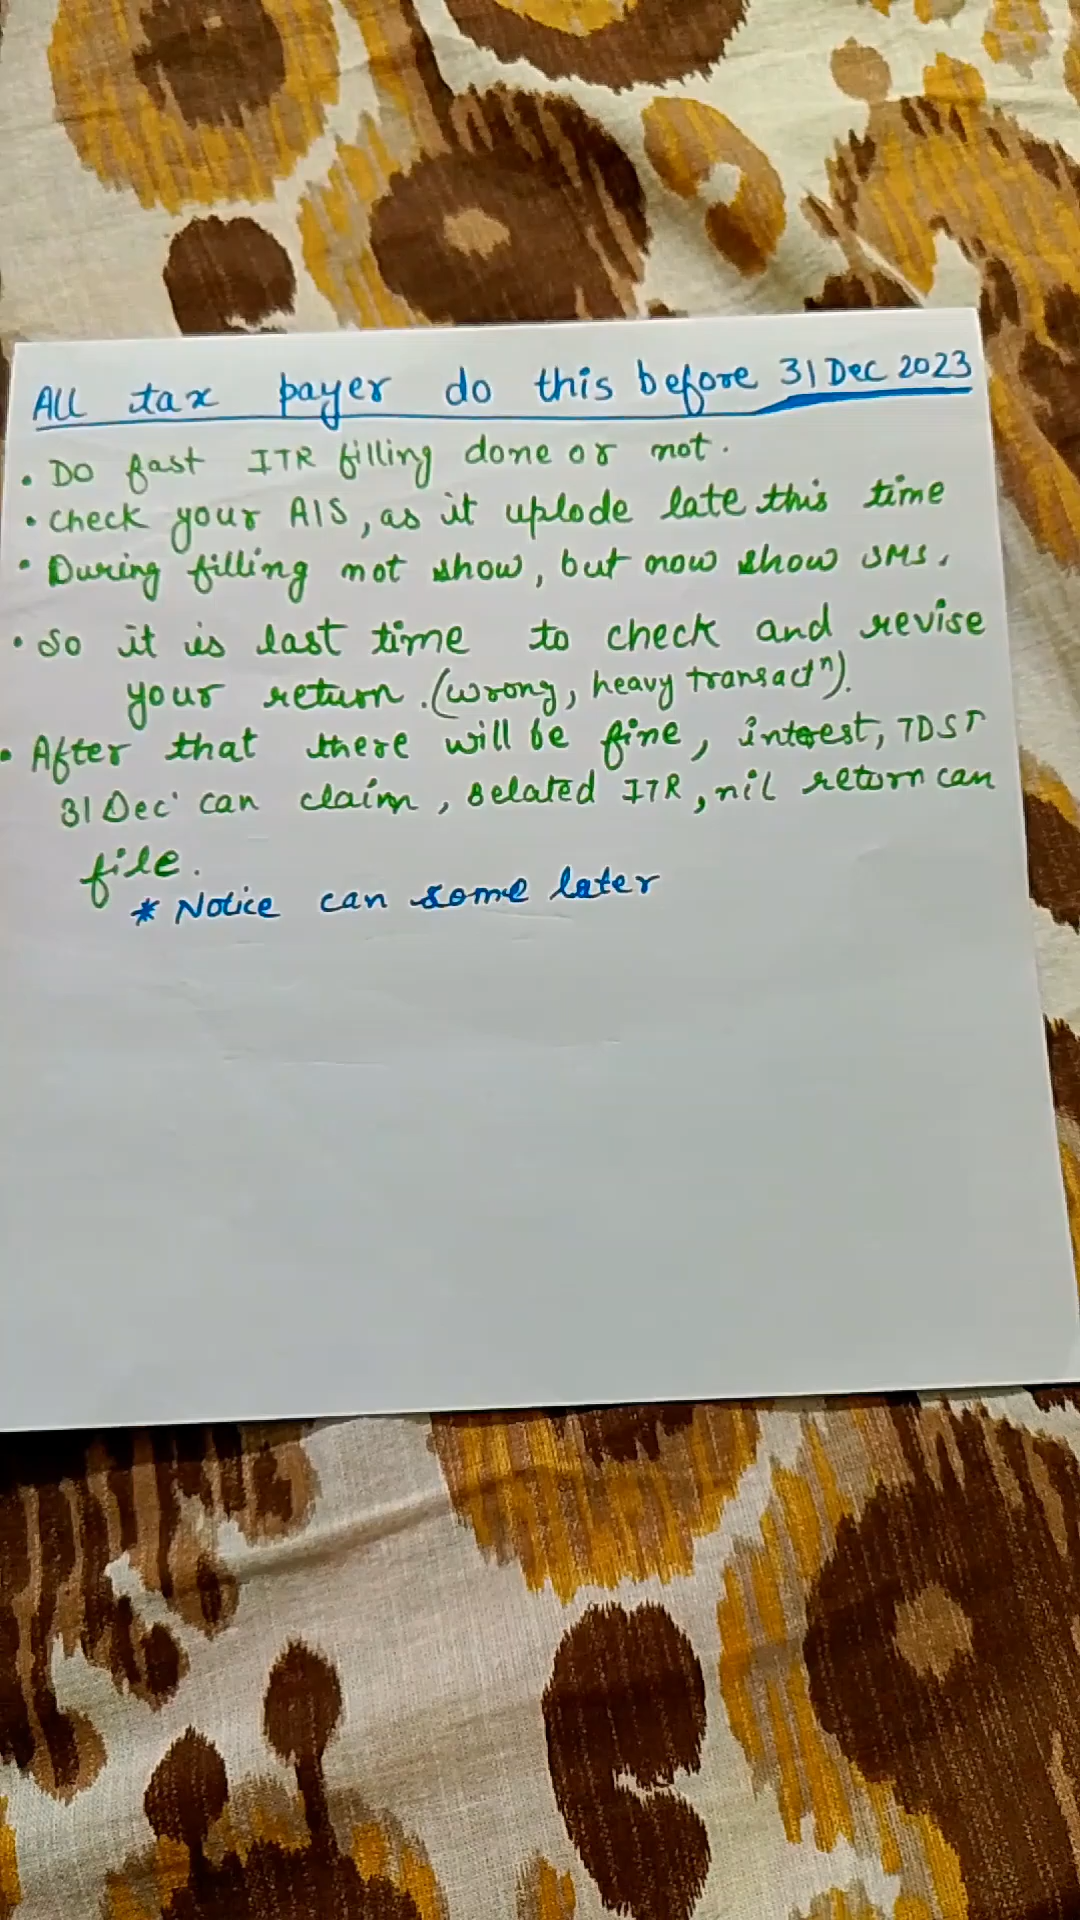 All tax payer do this before 31 Dec 2023
• Do fast ITR filling done or not.
• check your AIS, as it uplode late this time
• During filling not show, but now show SMS.
• So it is last time to check and revise
your return. (wrong, heavy transactⁿ).
• After that there will be fine, interest, TDS↑
31 Dec' can claim, belated ITR, nil return can
file.
* Notice can some later